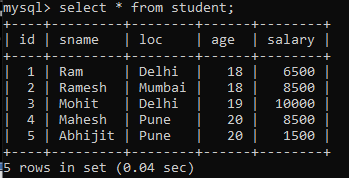 mysql> select * from student;
+----+----------+--------+------+--------+
| id | sname    | loc    | age  | salary |
+----+----------+--------+------+--------+
|  1 | Ram      | Delhi  |   18 |   6500 |
|  2 | Ramesh   | Mumbai |   18 |   8500 |
|  3 | Mohit    | Delhi  |   19 |  10000 |
|  4 | Mahesh   | Pune   |   20 |   8500 |
|  5 | Abhijit  | Pune   |   20 |   1500 |
+----+----------+--------+------+--------+
5 rows in set (0.04 sec)